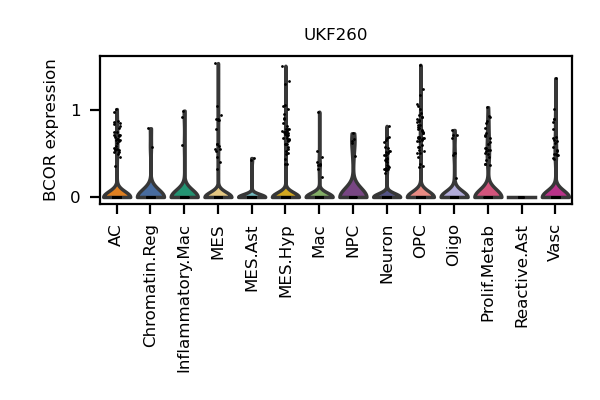 UKF260
BCOR expression
1
0
AC
Chromatin.Reg
Inflammatory.Mac
MES
MES.Ast
MES.Hyp
Mac
NPC
Neuron
OPC
Oligo
Prolif.Metab
Reactive.Ast
Vasc